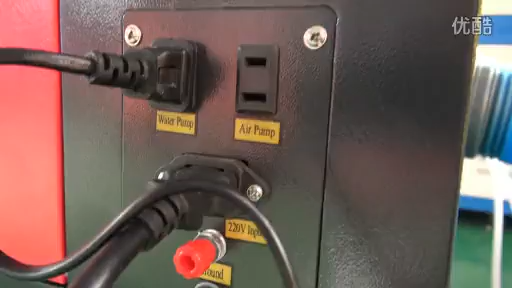 优酷
Water Pump
Air Pump
220V Input
Ground